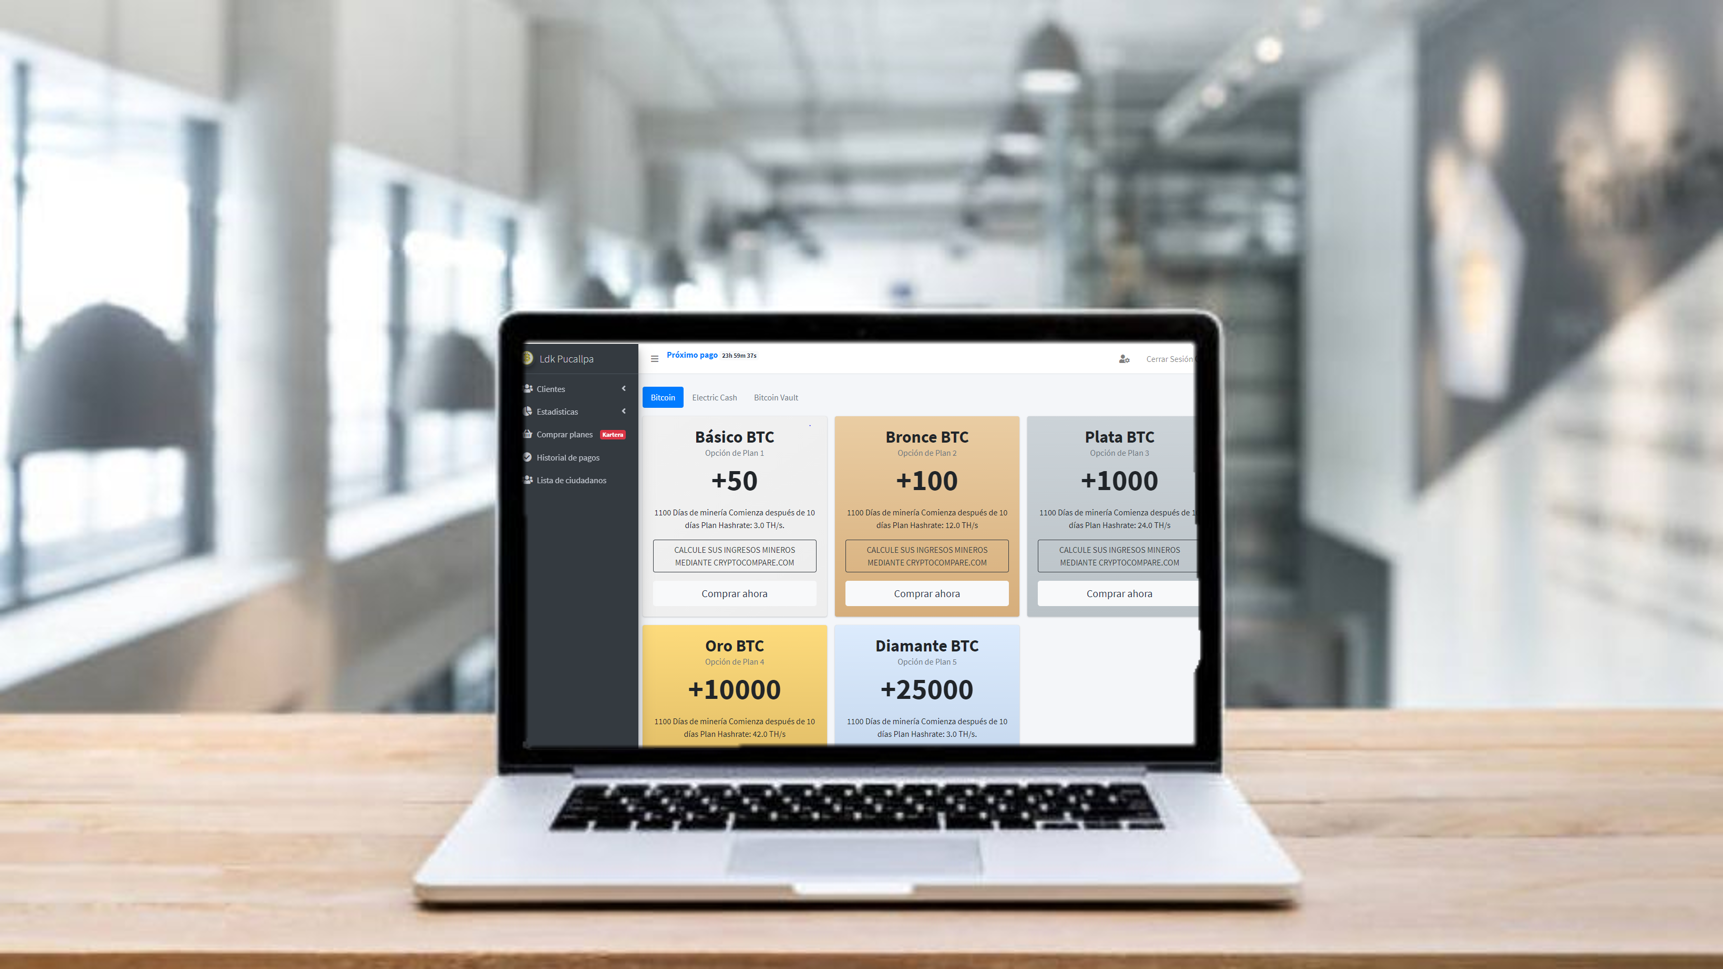 Ldk Pucallpa
Próximo pago 23h 59m 37s
Cerrar Sesión
Clientes
Estadisticas
Comprar planes Kartera
Historial de pagos
Lista de ciudadanos
Bitcoin Electric Cash Bitcoin Vault
Básico BTC
Opción de Plan 1
+50
1100 Días de minería Comienza después de 10
días Plan Hashrate: 3.0 TH/s.
CALCULE SUS INGRESOS MINEROS
MEDIANTE CRYPTOCOMPARE.COM
Comprar ahora
Bronce BTC
Opción de Plan 2
+100
1100 Días de minería Comienza después de 10
días Plan Hashrate: 12.0 TH/s
CALCULE SUS INGRESOS MINEROS
MEDIANTE CRYPTOCOMPARE.COM
Comprar ahora
Plata BTC
Opción de Plan 3
+1000
1100 Días de minería Comienza después de
días Plan Hashrate: 24.0 TH/s
CALCULE SUS INGRESOS MINEROS
MEDIANTE CRYPTOCOMPARE.COM
Comprar ahora
Oro BTC
Opción de Plan 4
+10000
1100 Días de minería Comienza después de 10
días Plan Hashrate: 42.0 TH/s
Diamante BTC
Opción de Plan 5
+25000
1100 Días de minería Comienza después de 10
días Plan Hashrate: 3.0 TH/s.